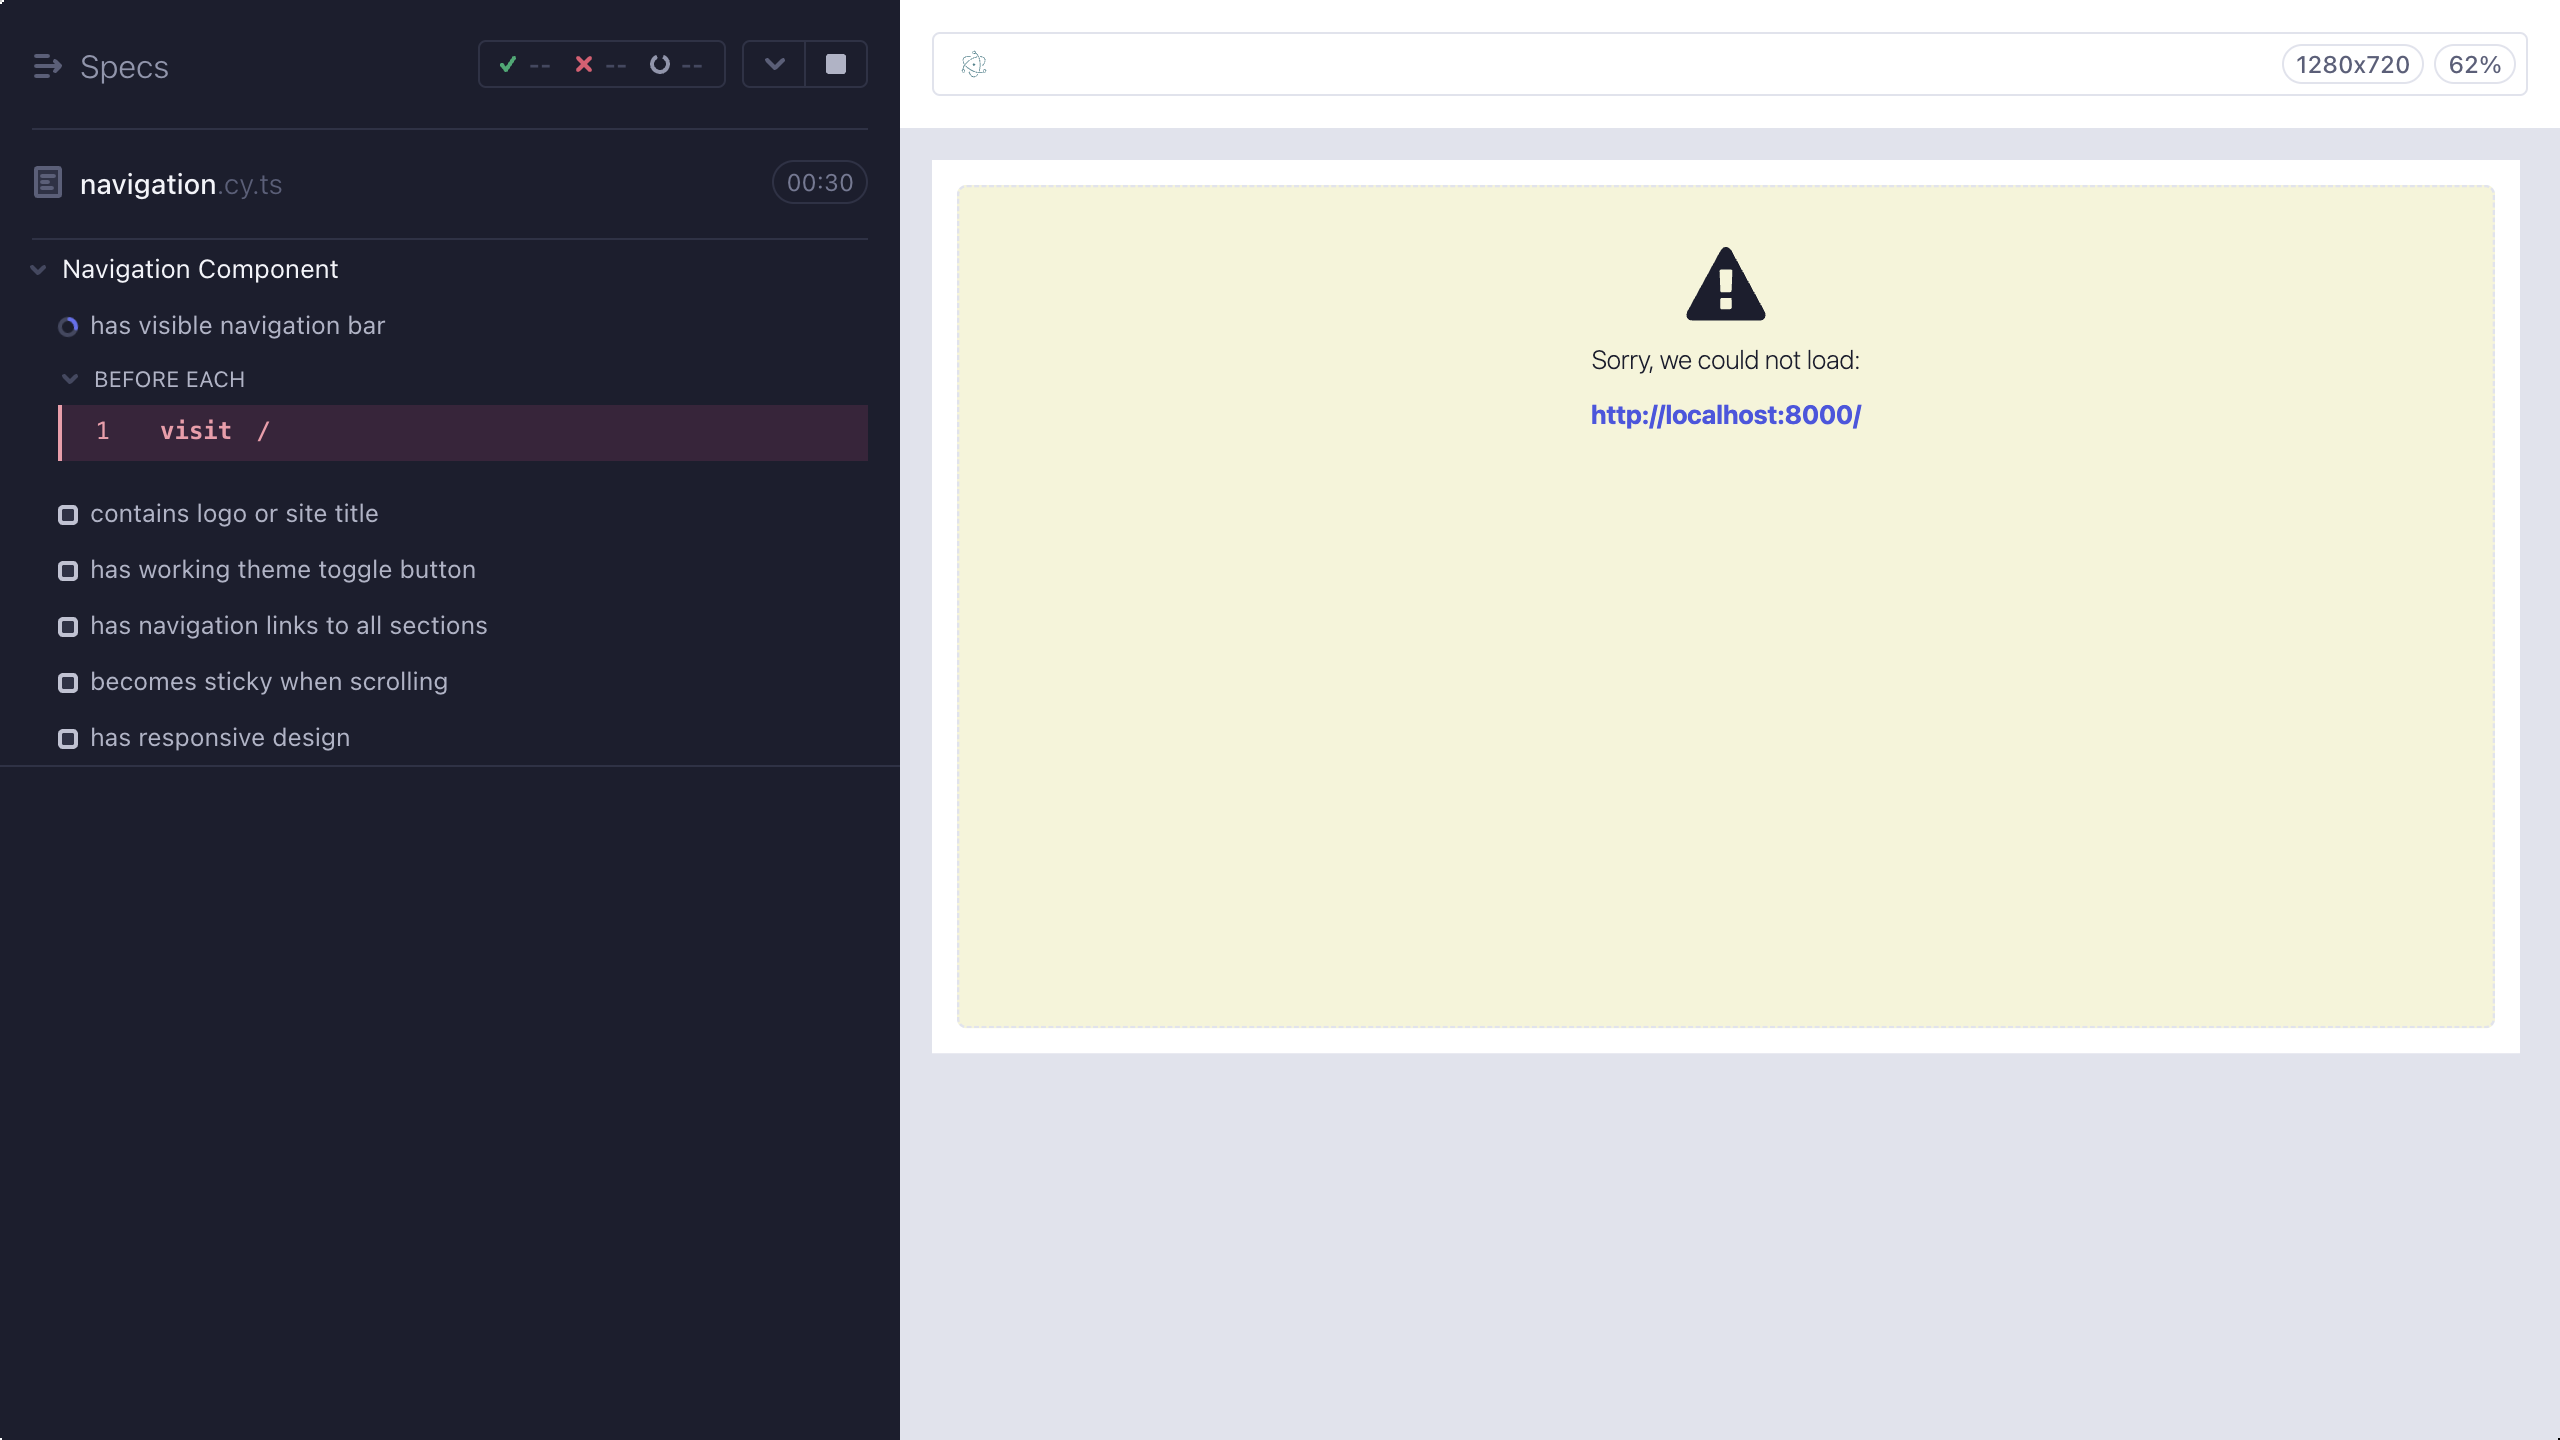 Specs
-- -- --
navigation.cy.ts
00:30
Navigation Component
has visible navigation bar
BEFORE EACH
1 visit /
contains logo or site title
has working theme toggle button
has navigation links to all sections
becomes sticky when scrolling
has responsive design
1280x720
62%
Sorry, we could not load:
http://localhost:8000/